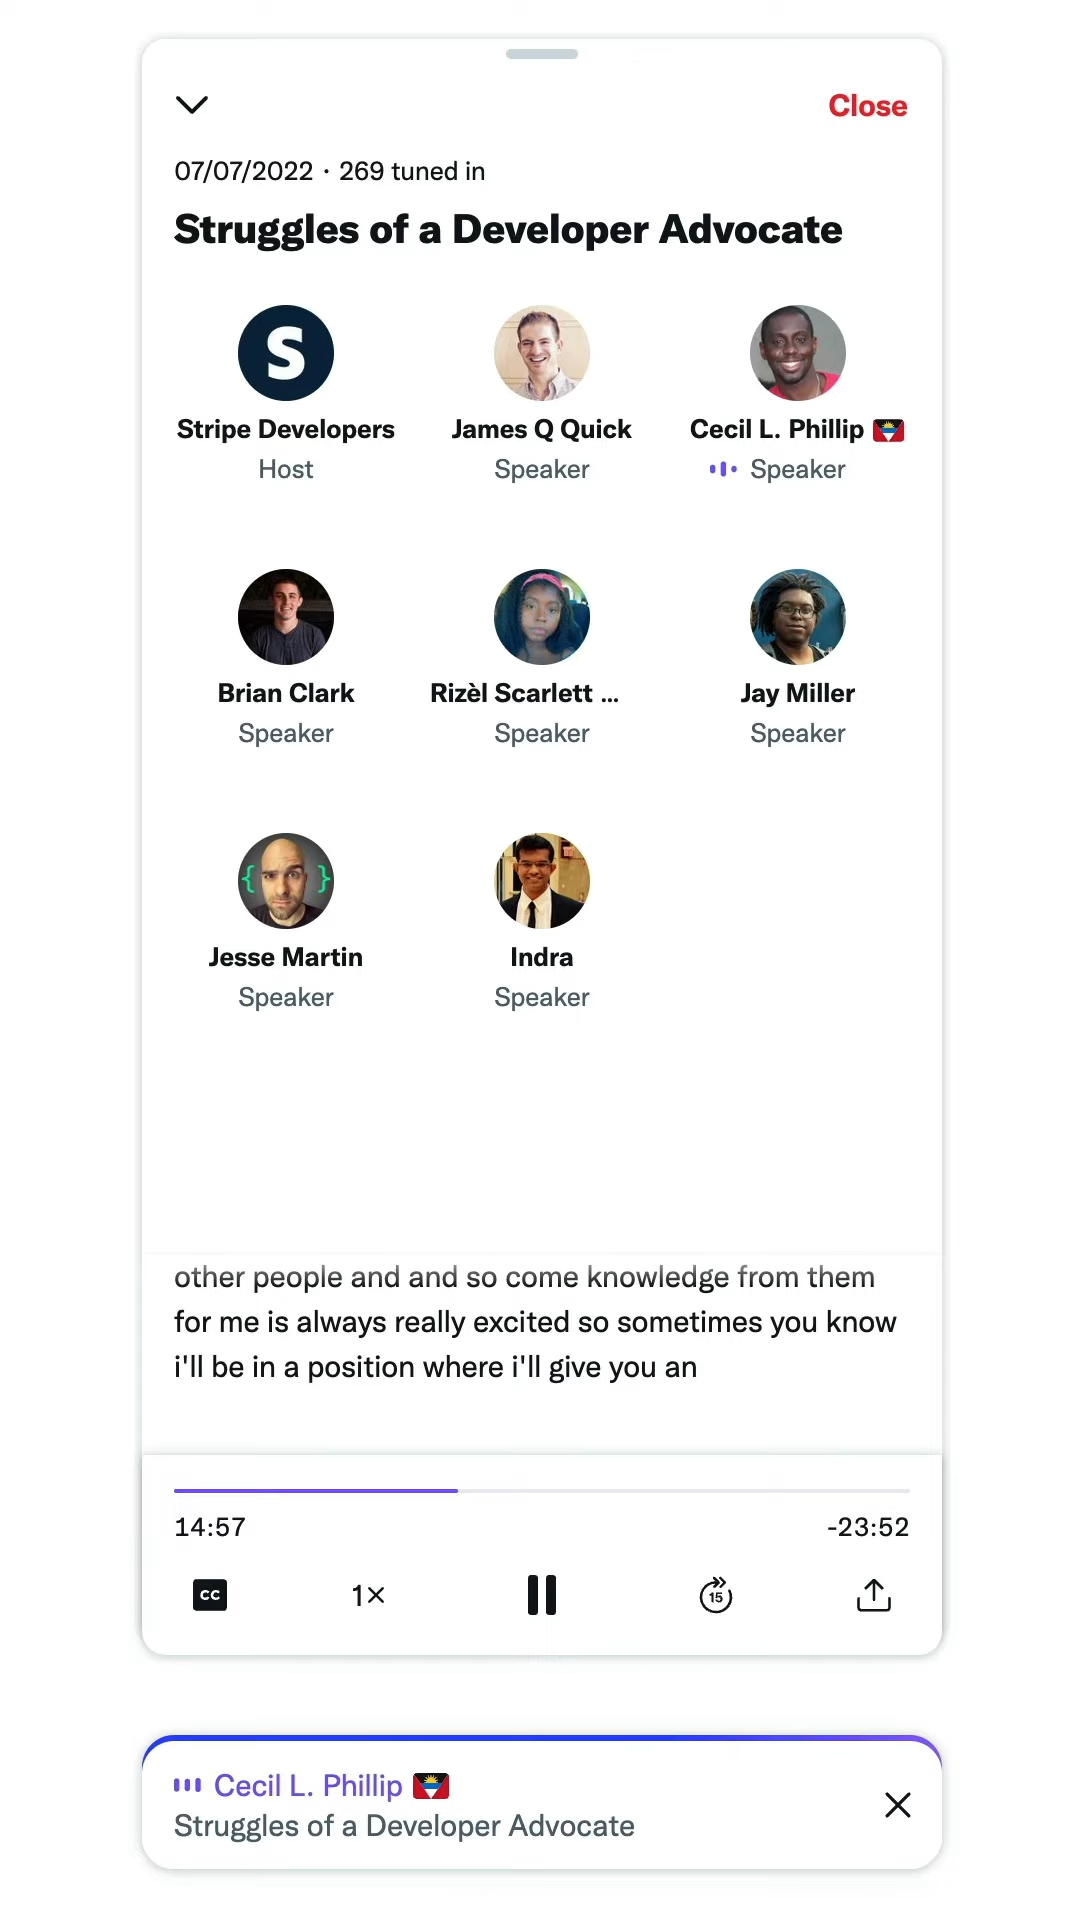 Close
07/07/2022 · 269 tuned in
Struggles of a Developer Advocate
S
Stripe Developers
Host
James Q Quick
Speaker
Cecil L. Phillip 🇦🇬
Speaker
Brian Clark
Speaker
Rizèl Scarlett ...
Speaker
Jay Miller
Speaker
{ }
Jesse Martin
Speaker
Indra
Speaker
other people and and so come knowledge from them
for me is always really excited so sometimes you know
i'll be in a position where i'll give you an
14:57
-23:52
CC
1×
15
Cecil L. Phillip 🇦🇬
Struggles of a Developer Advocate